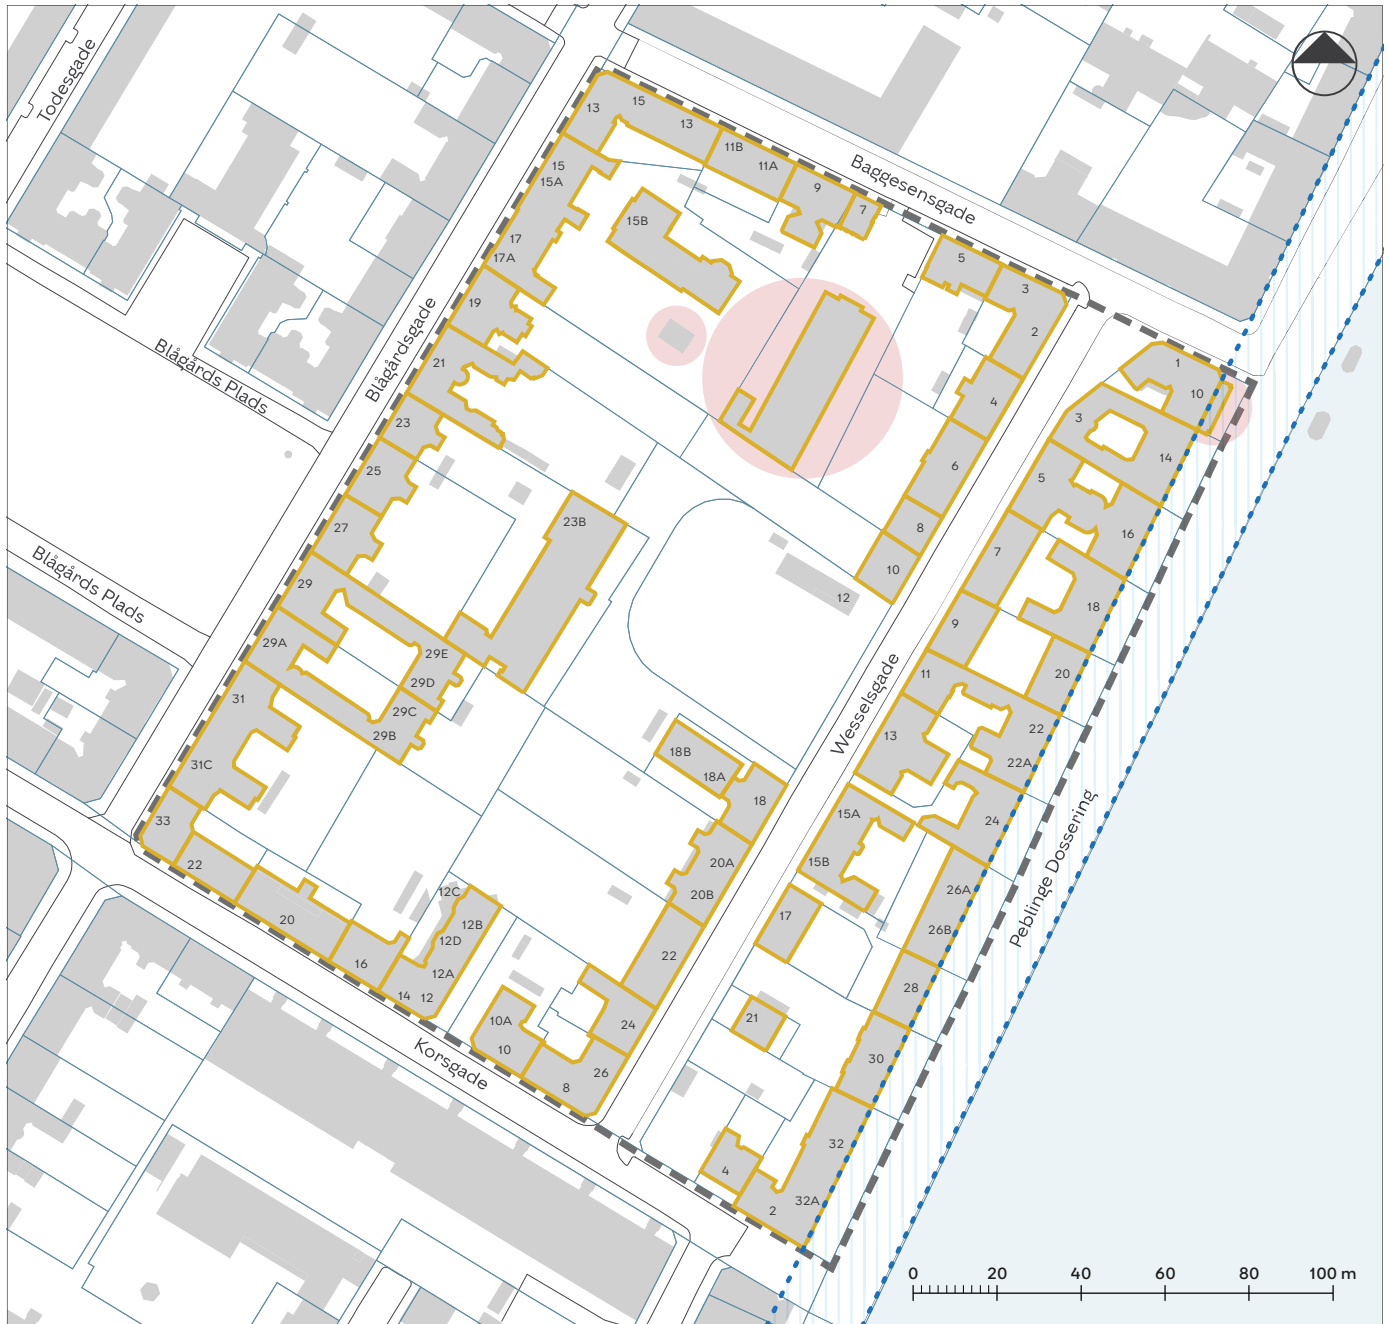 Todesgade
Baggesensgade
Blågårdsgade
Blågårds Plads
Blågårds Plads
Wesselsgade
Peblinge Dossering
Korsgade
15
13
13
11B
11A
9
7
15
15A
15B
17
17A
19
21
23
25
27
29
29A
31
31C
33
23B
29E
29D
29C
29B
5
3
2
4
6
8
10
12
1
10
3
14
5
16
7
18
9
20
11
22
13
22A
15A
24
15B
26A
17
26B
28
21
30
32
4
32A
2
18B
18A
18
20A
20B
22
24
26
8
10A
10
12C
12B
12D
12A
14
12
16
20
22
0
20
40
60
80
100 m